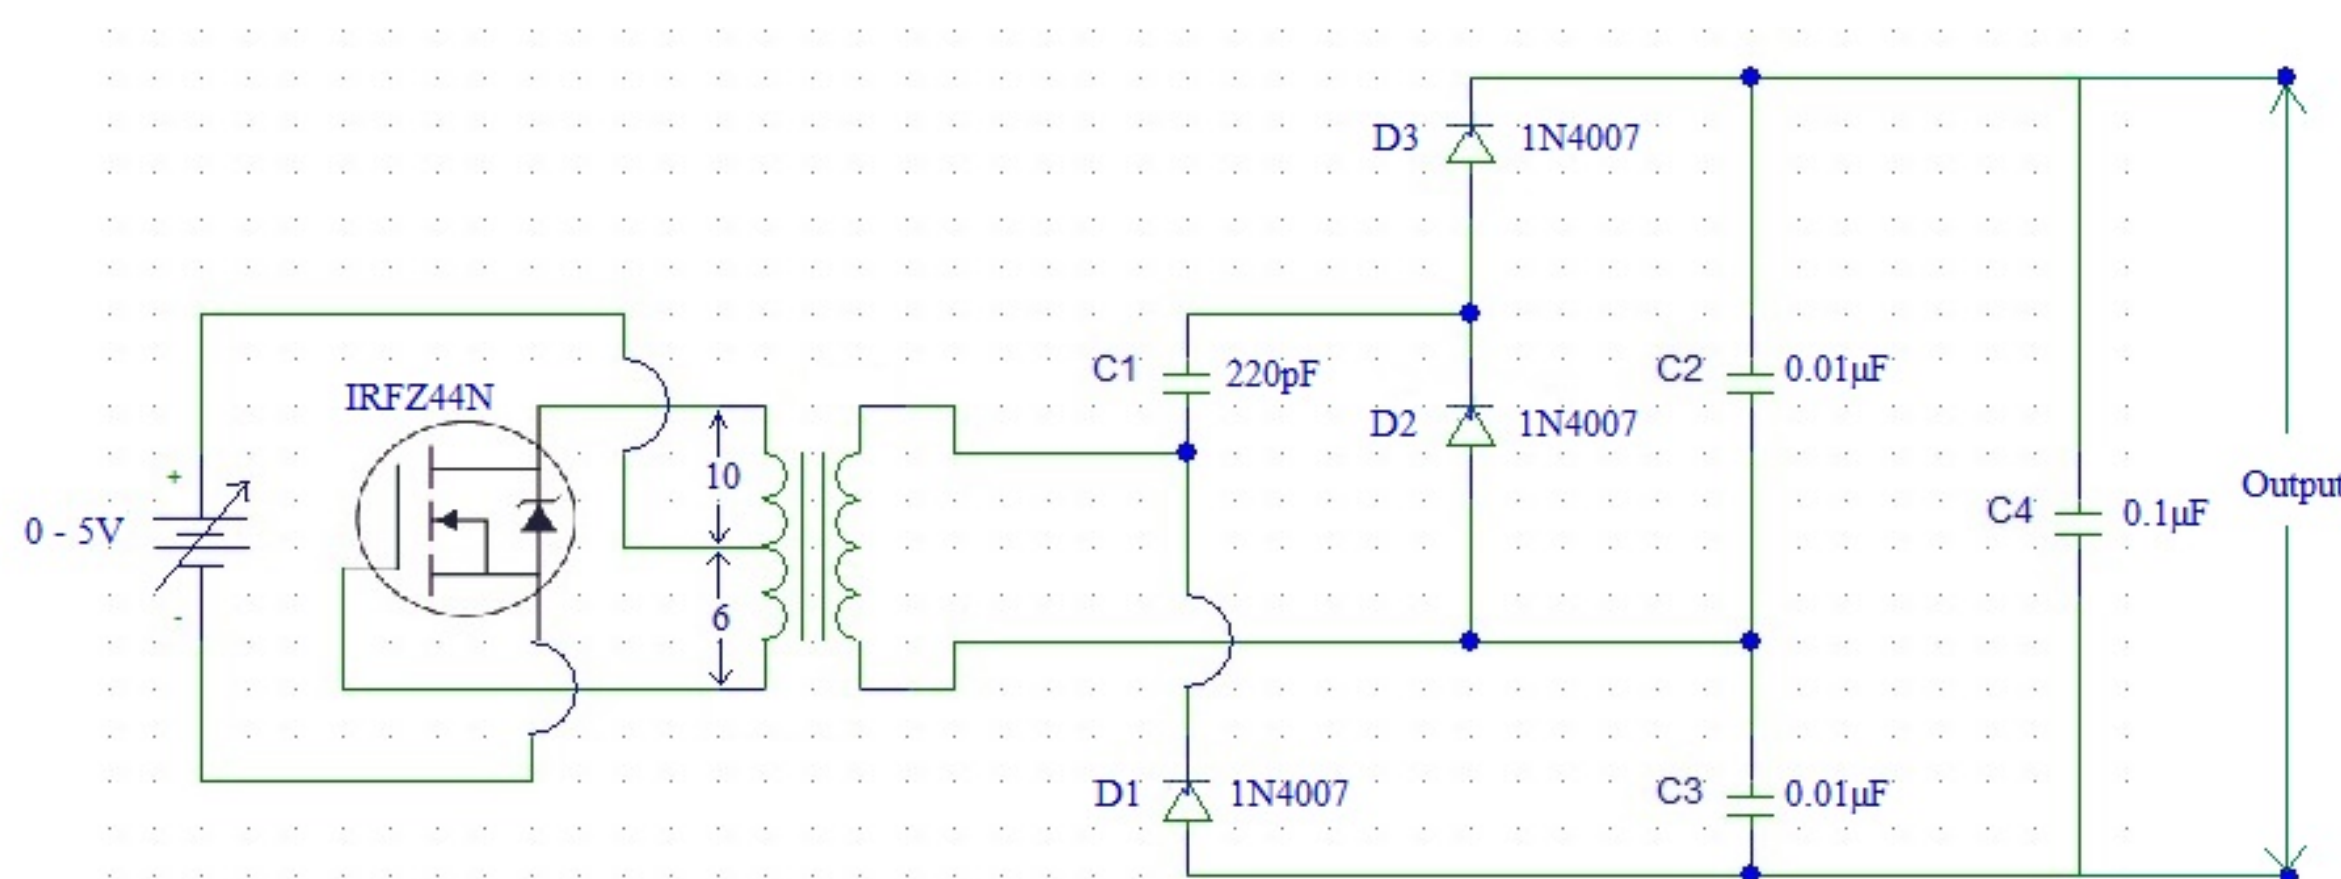 D3 1N4007
C1 220pF
C2 0.01µF
IRFZ44N
D2 1N4007
+
10
0 - 5V
Output
C4 0.1µF
6
-
D1 1N4007
C3 0.01µF